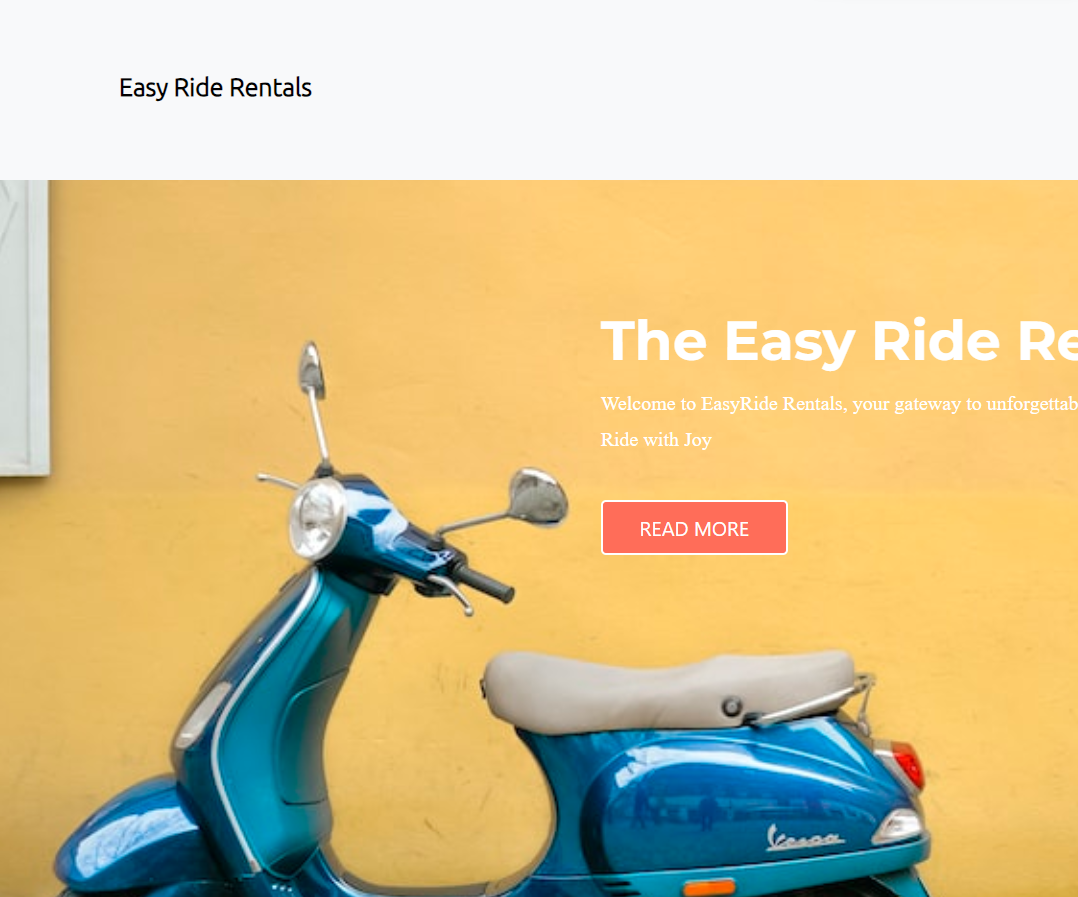 Easy Ride Rentals
The Easy Ride Re
Welcome to EasyRide Rentals, your gateway to unforgettab
Ride with Joy
READ MORE
Vespa